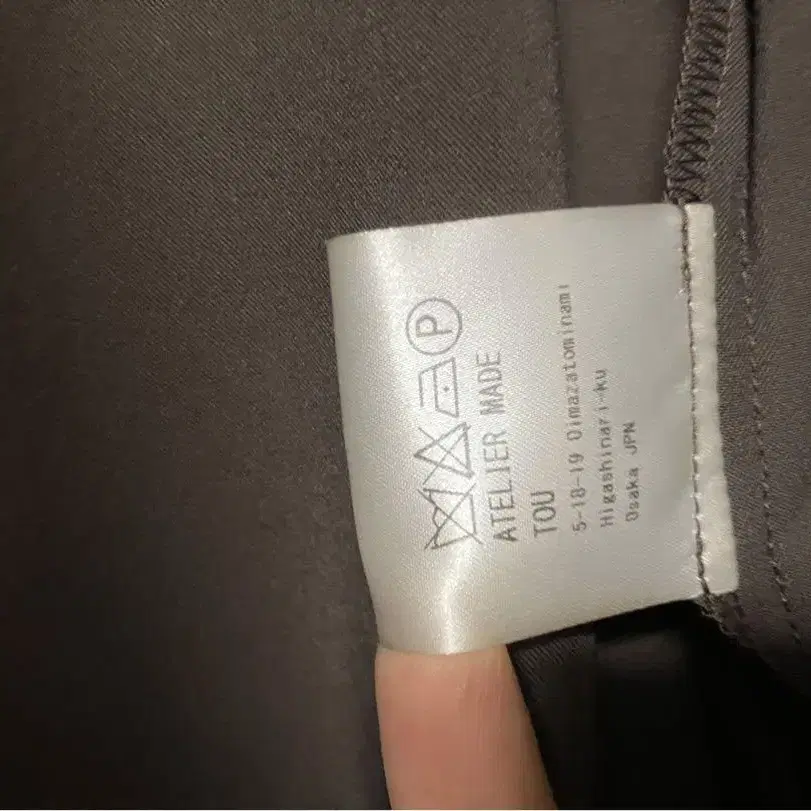 P
ATELIER MADE
TOU
5-18-19 Oimazatominami
Higashinari-ku
Osaka JPN